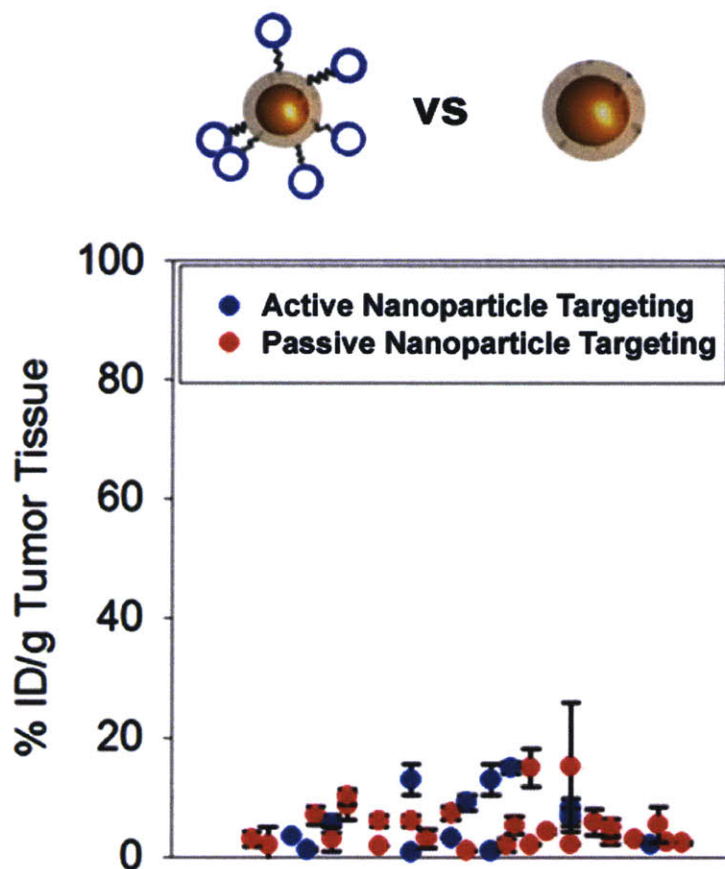 vs
100
Active Nanoparticle Targeting
Passive Nanoparticle Targeting
80
60
40
20
0
% ID/g Tumor Tissue